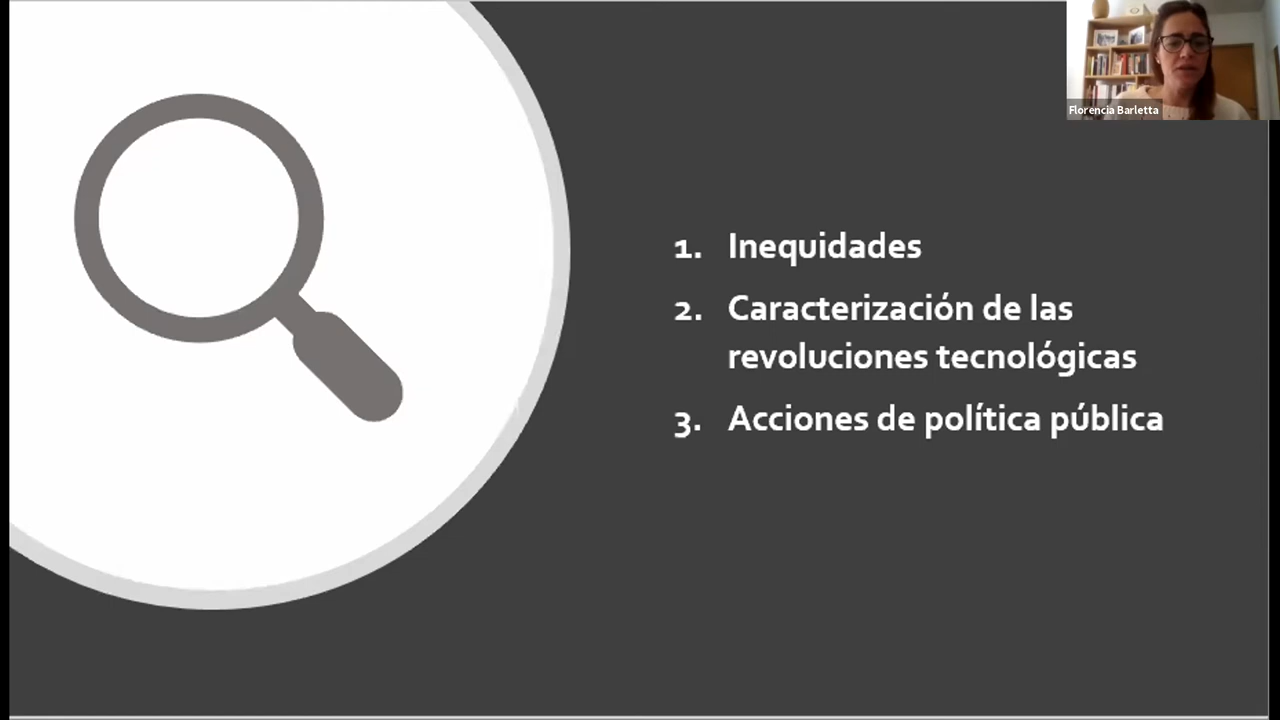 Florencia Barletta
1. Inequidades
2. Caracterización de las
revoluciones tecnológicas
3. Acciones de política pública